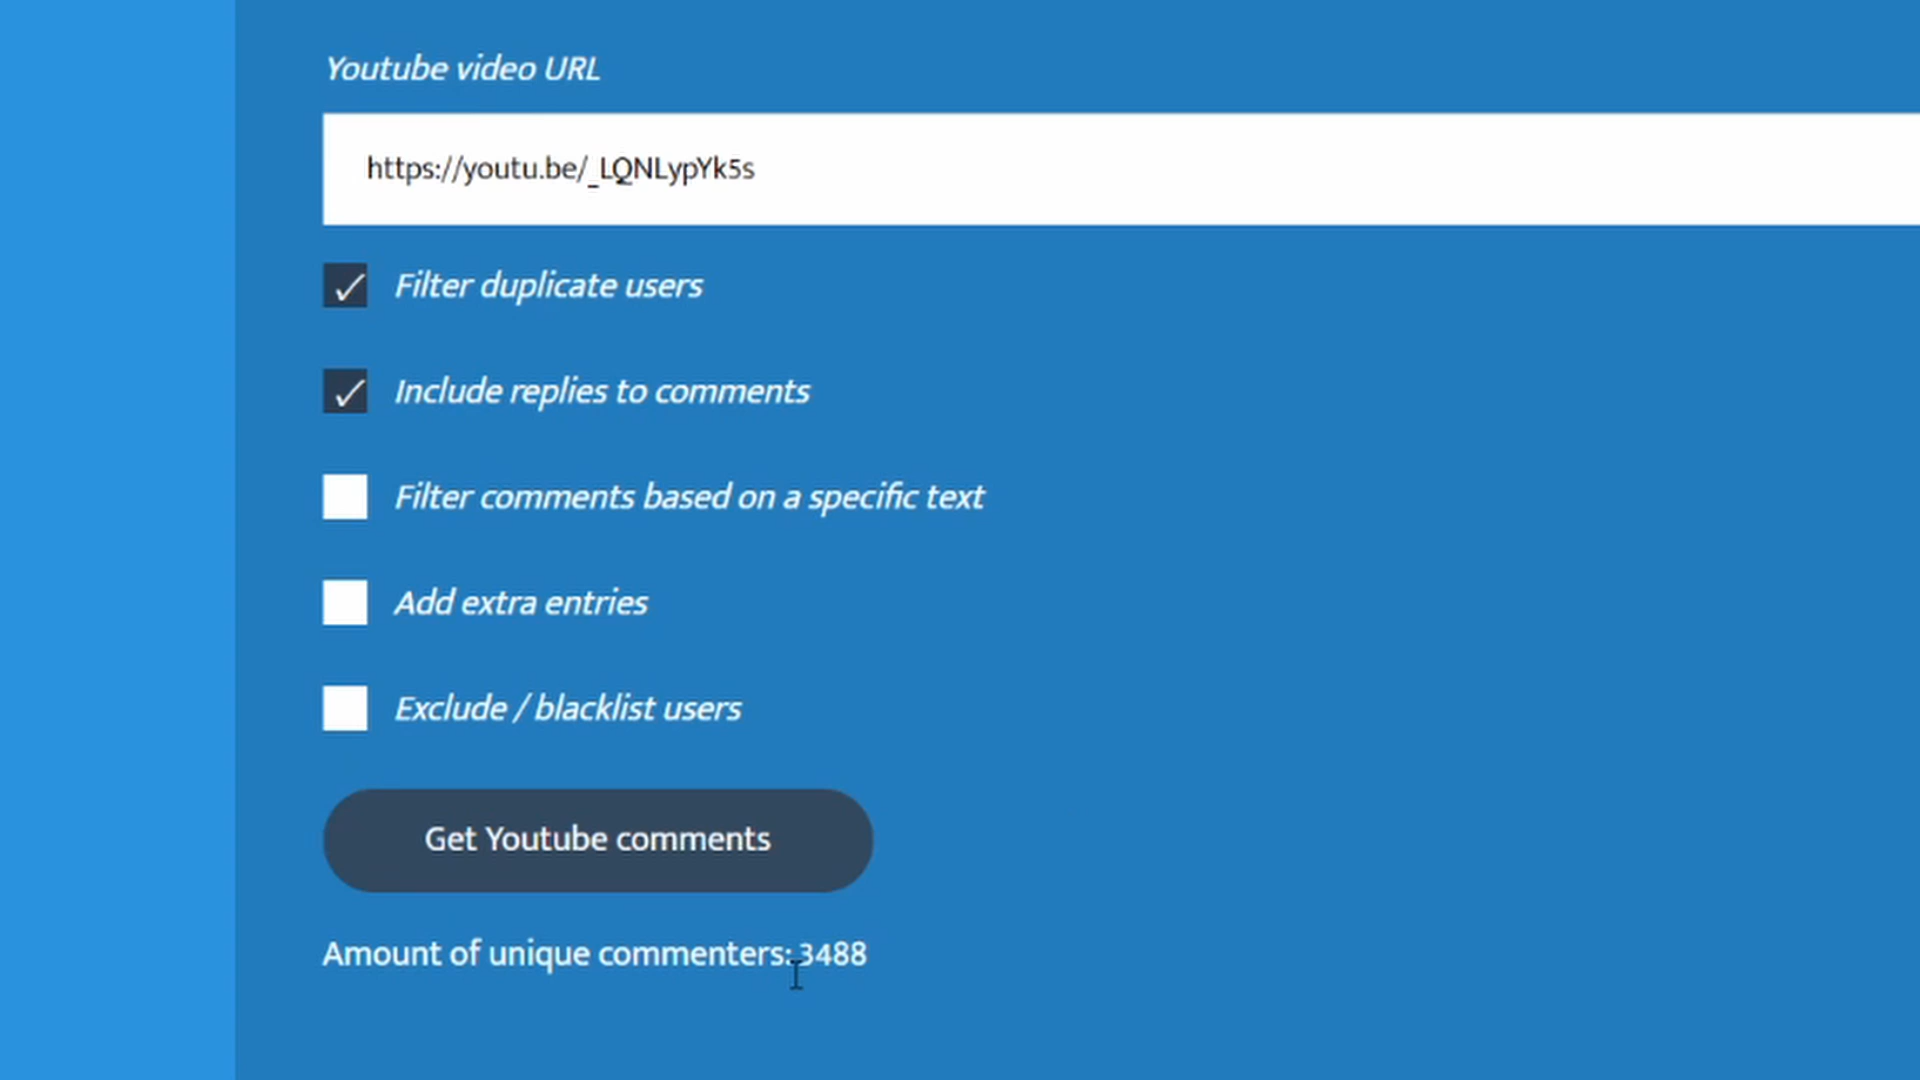 Youtube video URL
https://youtu.be/_LQNLypYk5s
Filter duplicate users
Include replies to comments
Filter comments based on a specific text
Add extra entries
Exclude / blacklist users
Get Youtube comments
Amount of unique commenters: 3488